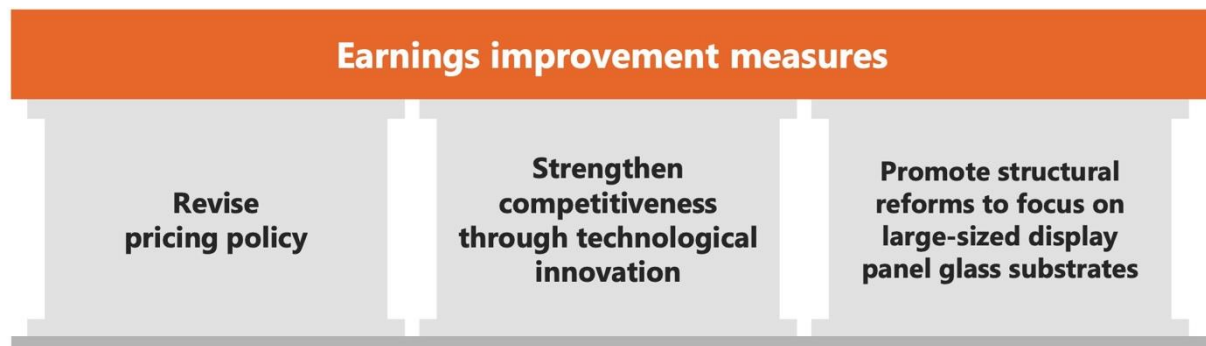 Earnings improvement measures
Revise
pricing policy
Strengthen
competitiveness
through technological
innovation
Promote structural
reforms to focus on
large-sized display
panel glass substrates